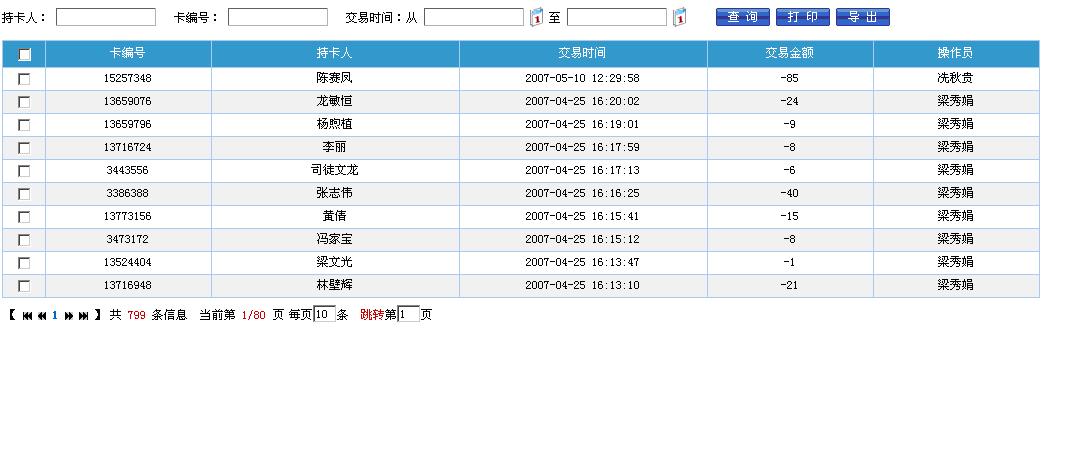 持卡人： 卡编号： 交易时间：从 1 至 1 查 询 打 印 导 出
卡编号 持卡人 交易时间 交易金额 操作员
15257348 陈赛凤 2007-05-10 12:29:58 -85 冼秋贵
13659076 龙敏恒 2007-04-25 16:20:02 -24 梁秀娟
13659796 杨煦植 2007-04-25 16:19:01 -9 梁秀娟
13716724 李丽 2007-04-25 16:17:59 -8 梁秀娟
3443556 司徒文龙 2007-04-25 16:17:13 -6 梁秀娟
3386388 张志伟 2007-04-25 16:16:25 -40 梁秀娟
13773156 黄倩 2007-04-25 16:15:41 -15 梁秀娟
3473172 冯家宝 2007-04-25 16:15:12 -8 梁秀娟
13524404 梁文光 2007-04-25 16:13:47 -1 梁秀娟
13716948 林壁辉 2007-04-25 16:13:10 -21 梁秀娟
【 1 】 共 799 条信息 当前第 1/80 页 每页10条 跳转第1页